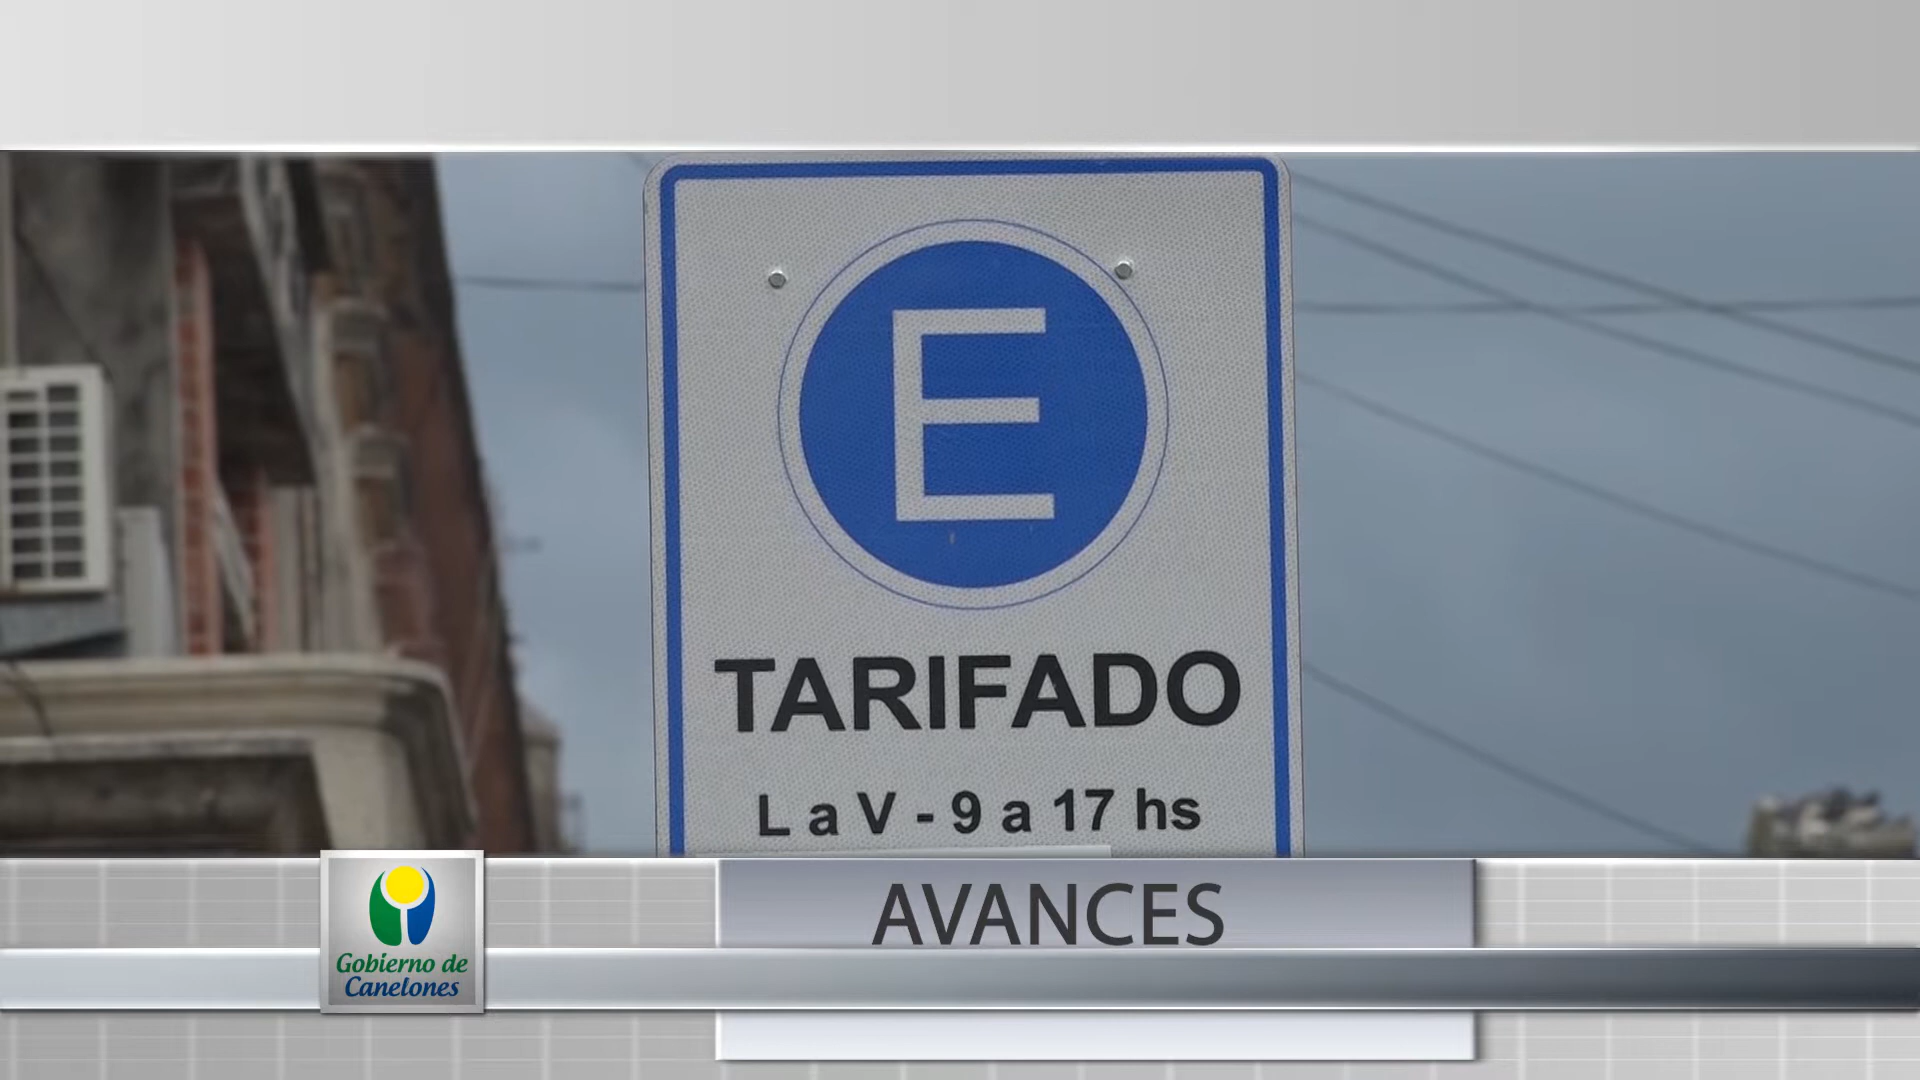 E
TARIFADO
L a V - 9 a 17 hs
AVANCES
Gobierno de
Canelones